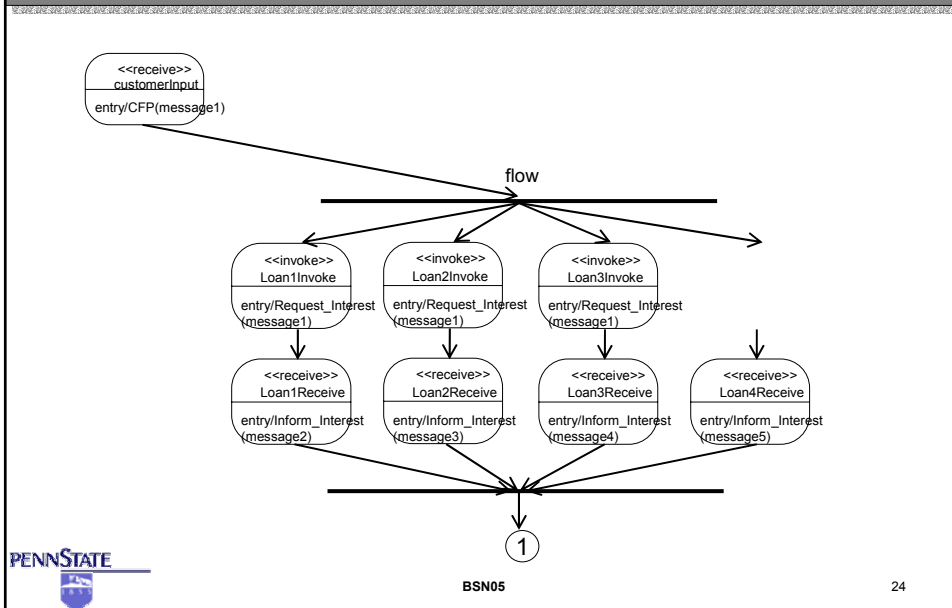 <<receive>>
customerInput
entry/CFP(message1)
flow
<<invoke>>
Loan1Invoke
entry/Request_Interest
(message1)
<<invoke>>
Loan2Invoke
entry/Request_Interest
(message1)
<<invoke>>
Loan3Invoke
entry/Request_Interest
(message1)
<<receive>>
Loan1Receive
entry/Inform_Interest
(message2)
<<receive>>
Loan2Receive
entry/Inform_Interest
(message3)
<<receive>>
Loan3Receive
entry/Inform_Interest
(message4)
<<receive>>
Loan4Receive
entry/Inform_Interest
(message5)
1
PENNSTATE
1855
BSN05
24